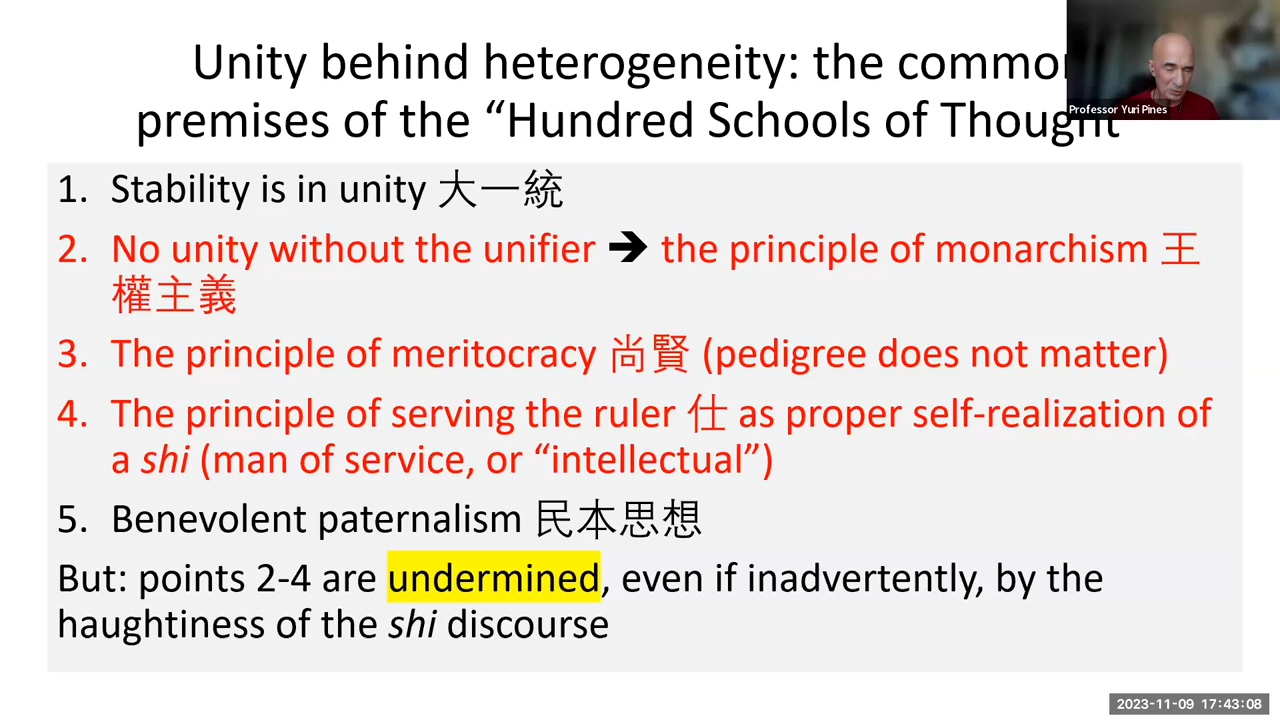 Unity behind heterogeneity: the common
premises of the “Hundred Schools of Thought”
Professor Yuri Pines
1. Stability is in unity 大一統
2. No unity without the unifier ➔ the principle of monarchism 王
權主義
3. The principle of meritocracy 尚賢 (pedigree does not matter)
4. The principle of serving the ruler 仕 as proper self-realization of
a shi (man of service, or “intellectual”)
5. Benevolent paternalism 民本思想
But: points 2-4 are undermined, even if inadvertently, by the
haughtiness of the shi discourse
2023-11-09 17:43:08